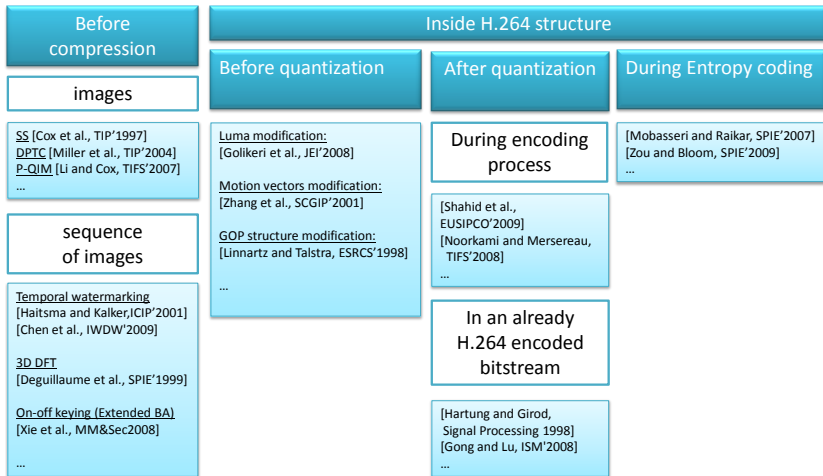 Before
compression
images
SS [Cox et al., TIP'1997]
DPTC [Miller et al., TIP'2004]
P-QIM [Li and Cox, TIFS'2007]
...
sequence
of images
Temporal watermarking
[Haitsma and Kalker,ICIP'2001]
[Chen et al., IWDW'2009]
3D DFT
[Deguillaume et al., SPIE'1999]
On-off keying (Extended BA)
[Xie et al., MM&Sec2008]
...
Inside H.264 structure
Before quantization
Luma modification:
[Golikeri et al., JEI'2008]
Motion vectors modification:
[Zhang et al., SCGIP'2001]
GOP structure modification:
[Linnartz and Talstra, ESRCS'1998]
...
After quantization
During encoding
process
[Shahid et al.,
EUSIPCO'2009]
[Noorkami and Mersereau,
TIFS'2008]
...
In an already
H.264 encoded
bitstream
[Hartung and Girod,
Signal Processing 1998]
[Gong and Lu, ISM'2008]
During Entropy coding
[Mobasseri and Raikar, SPIE'2007]
[Zou and Bloom, SPIE'2009]
...